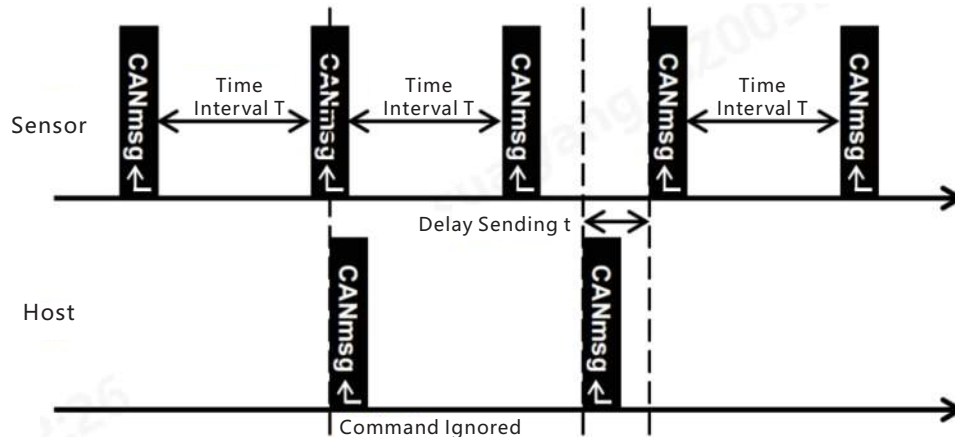 CANmsg ↵
CANmsg ↵
CANmsg ↵
CANmsg ↵
CANmsg ↵
Time
Interval T
Time
Interval T
Time
Interval T
Sensor
Delay Sending t
CANmsg ↵
CANmsg ↵
Host
Command Ignored